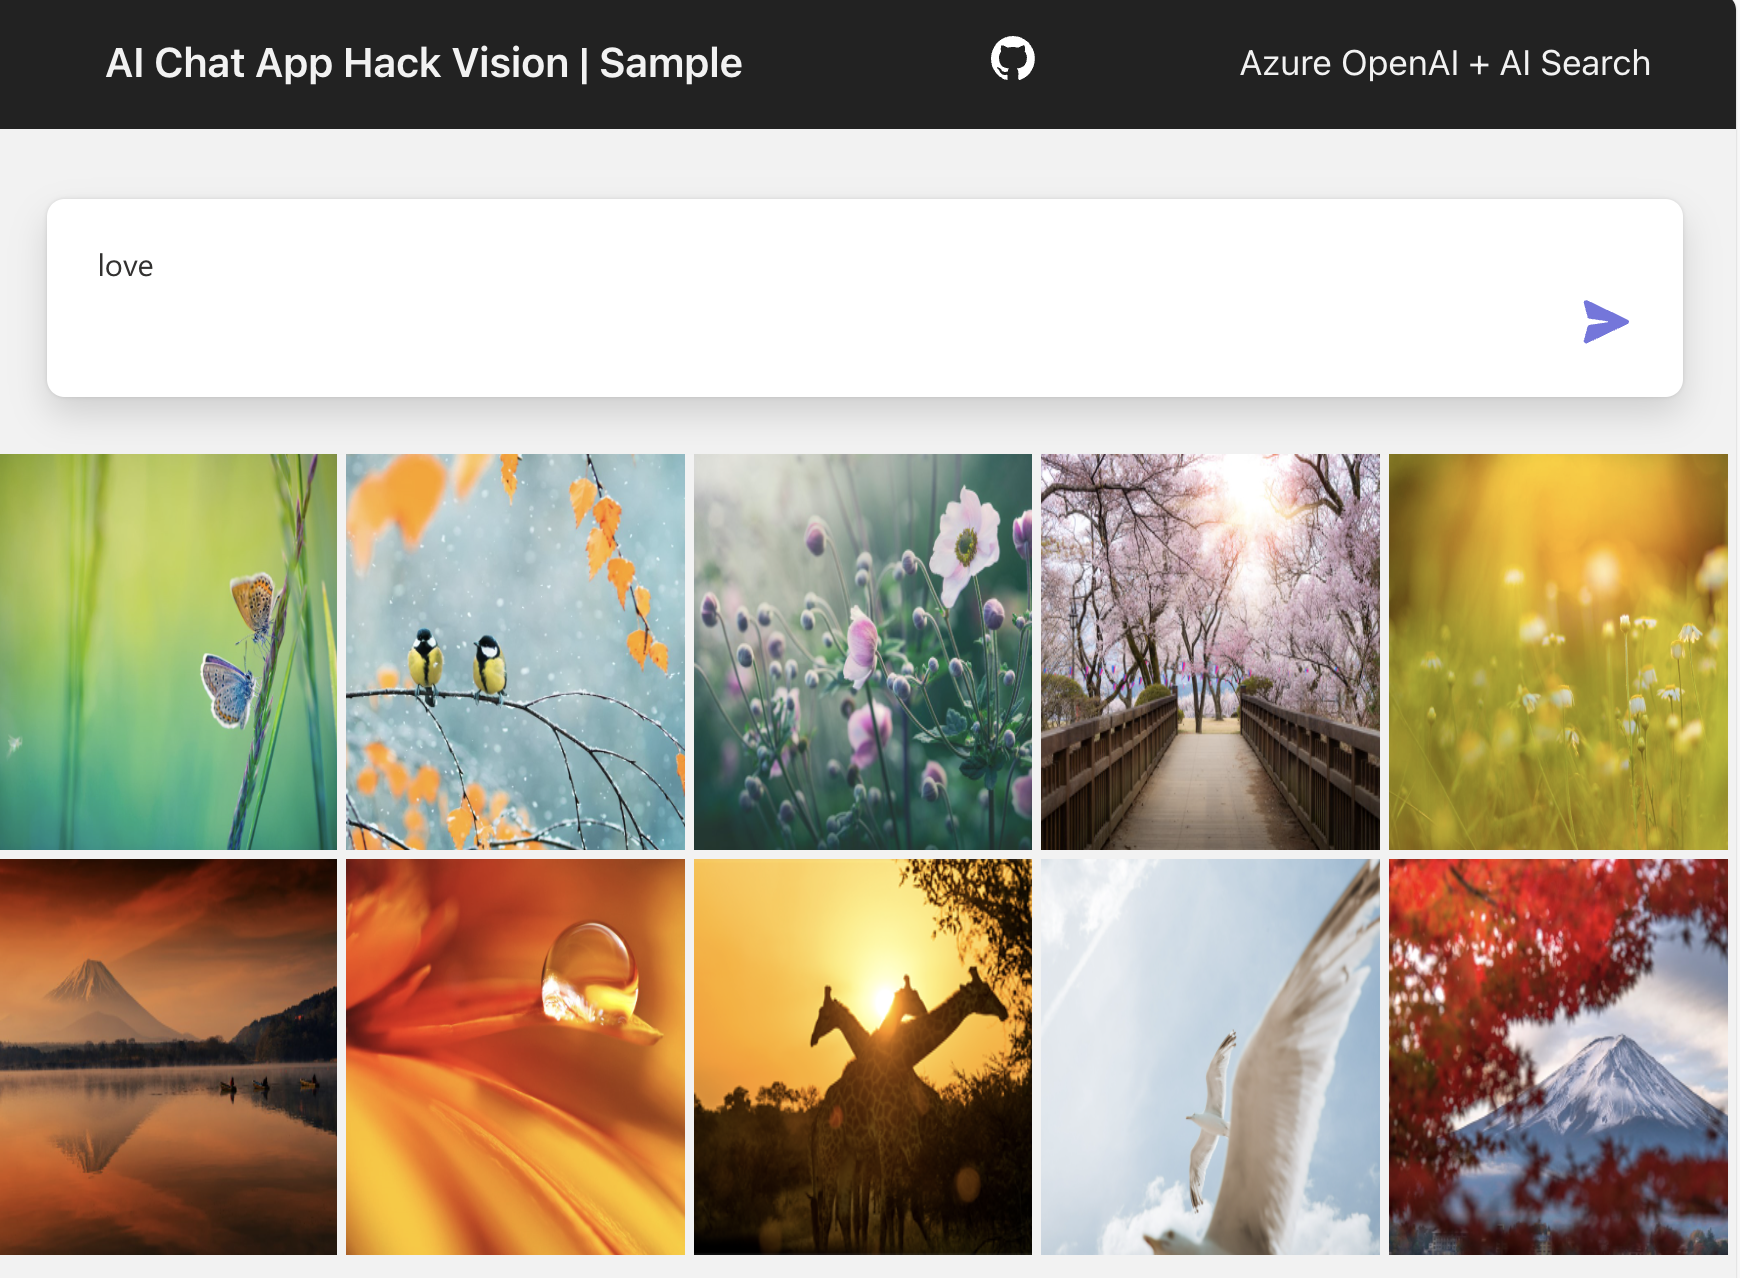 AI Chat App Hack Vision | Sample
Azure OpenAI + AI Search
love